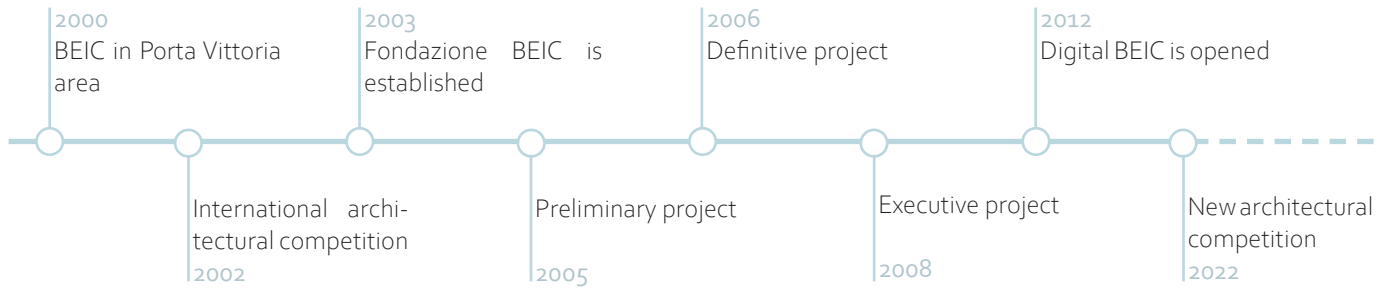 2000
BEIC in Porta Vittoria
area
2003
Fondazione BEIC is
established
2006
Definitive project
2012
Digital BEIC is opened
International archi-
tectural competition
2002
Preliminary project
2005
Executive project
2008
New architectural
competition
2022